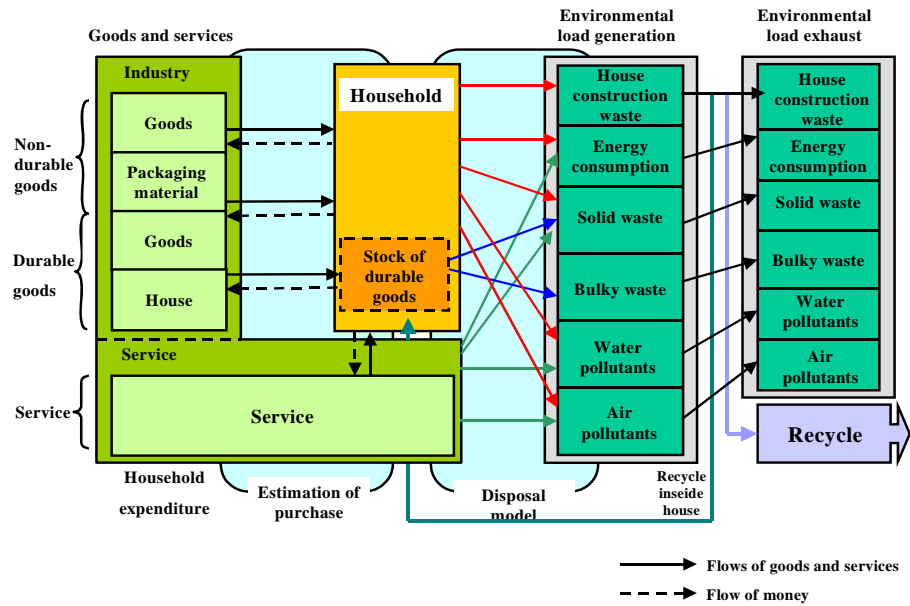 Goods and services
Environmental
load generation
Environmental
load exhaust
Industry
Household
Non-
durable
goods
Goods
Packaging
material
Durable
goods
Goods
House
Stock of
durable
goods
Service
Service
Service
House
construction
waste
Energy
consumption
Solid waste
Bulky waste
Water
pollutants
Air
pollutants
House
construction
waste
Energy
consumption
Solid waste
Bulky waste
Water
pollutants
Air
pollutants
Recycle
Household
expenditure
Estimation of
purchase
Disposal
model
Recycle
inseide
house
Flows of goods and services
Flow of money